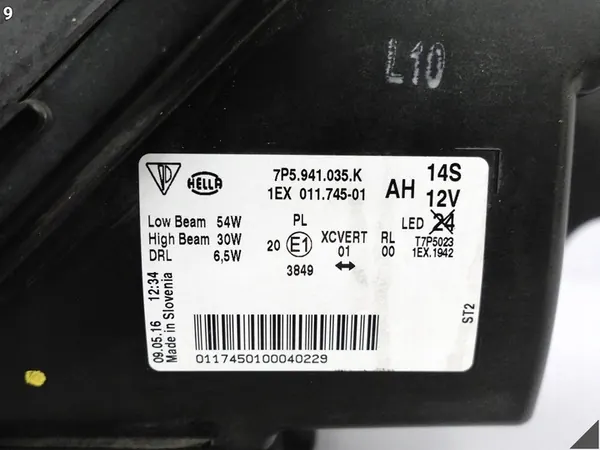 9
L10
HELLA
7P5.941.035.K
1EX 011.745-01
AH
14S
12V
LED 24
T7P5023
1EX.1942
Low Beam 54W
High Beam 30W
DRL 6,5W
PL
20 E1
3849
XCVERT
01
↔
RL
00
09.05.16 12:34
Made in Slovenia
ST2
0117450100040229